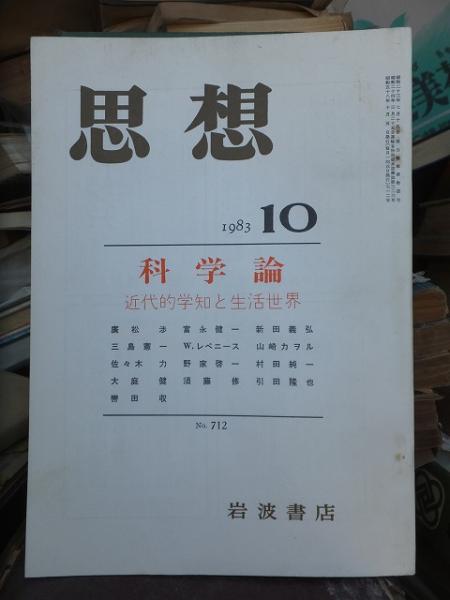 思想
1983 10
科学論
近代的学知と生活世界
廣松渉 富永健一 新田義弘
三島憲一 W.レペニース 山崎カヲル
佐々木力 野家啓一 村田純一
大庭健 須藤修 引田隆也
轡田収
No. 712
岩波書店